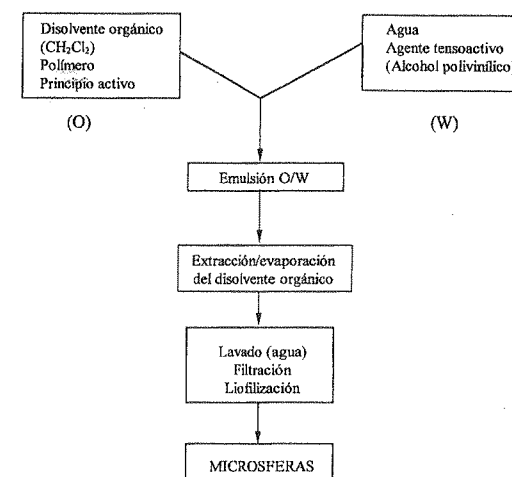 Disolvente orgánico
(CH₂Cl₂)
Polímero
Principio activo
(O)
Agua
Agente tensoactivo
(Alcohol polivinílico)
(W)
Emulsión O/W
Extracción/evaporación
del disolvente orgánico
Lavado (agua)
Filtración
Liofilización
MICROSFERAS